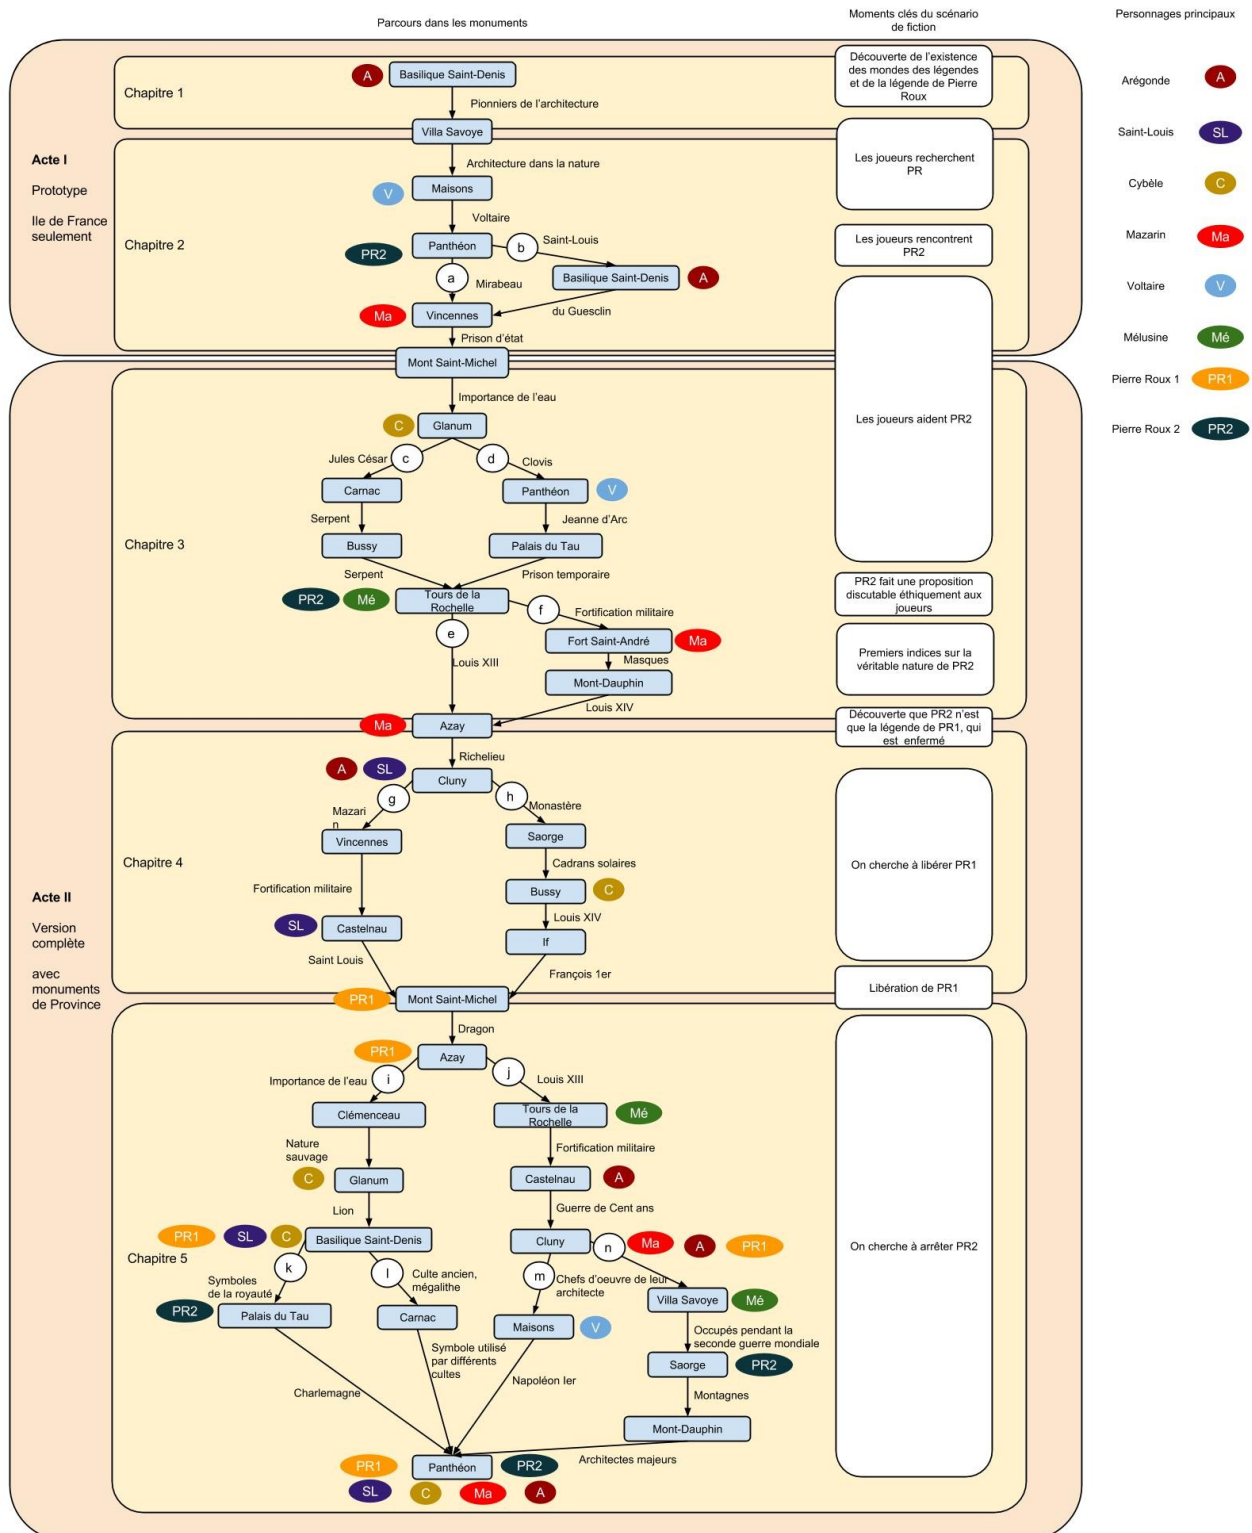 Parcours dans les monuments
Moments clés du scénario
de fiction
Personnages principaux
Acte I
Prototype
Ile de France
seulement
Chapitre 1
A
Basilique Saint-Denis
Pionniers de l'architecture
Villa Savoye
Découverte de l'existence
des mondes des légendes
et de la légende de Pierre
Roux
Chapitre 2
Architecture dans la nature
V
Maisons
Voltaire
PR2
Panthéon
b
Saint-Louis
a
Mirabeau
Basilique Saint-Denis
A
du Guesclin
Ma
Vincennes
Prison d'état
Mont Saint-Michel
Les joueurs recherchent
PR
Les joueurs rencontrent
PR2
Les joueurs aident PR2
Acte II
Version
complète
avec
monuments
de Province
Chapitre 3
Importance de l'eau
C
Glanum
Jules César
c
d
Clovis
Carnac
Panthéon
V
Serpent
Jeanne d'Arc
Bussy
Palais du Tau
Serpent
Prison temporaire
PR2
Mé
Tours de la
Rochelle
f
Fortification militaire
e
Fort Saint-André
Ma
Louis XIII
Masques
Mont-Dauphin
Louis XIV
Ma
Azay
PR2 fait une proposition
discutable éthiquement aux
joueurs
Premiers indices sur la
véritable nature de PR2
Découverte que PR2 n'est
que la légende de PR1, qui
est enfermé
Chapitre 4
Richelieu
A
SL
Cluny
g
h
Mazari
n
Monastère
Vincennes
Saorge
Cadrans solaires
Fortification militaire
Bussy
C
Louis XIV
SL
Castelnau
If
Saint Louis
François 1er
PR1
Mont Saint-Michel
On cherche à libérer PR1
Libération de PR1
Chapitre 5
Dragon
PR1
Azay
i
j
Importance de l'eau
Louis XIII
Clémenceau
Tours de la
Rochelle
Mé
Nature
sauvage
Fortification militaire
C
Glanum
Castelnau
A
Lion
Guerre de Cent ans
PR1
SL
C
Basilique Saint-Denis
Cluny
n
Ma
A
PR1
k
l
m
Symboles
de la royauté
Culte ancien,
mégalithe
Chefs d'oeuvre de leur
architecte
PR2
Palais du Tau
Carnac
Maisons
V
Villa Savoye
Mé
Occupés pendant la
seconde guerre mondiale
Symbole utilisé
par différents
cultes
Saorge
PR2
Charlemagne
Napoléon Ier
Montagnes
Mont-Dauphin
Architectes majeurs
PR1
Panthéon
PR2
SL
C
Ma
A
On cherche à arrêter PR2
Arégonde
A
Saint-Louis
SL
Cybèle
C
Mazarin
Ma
Voltaire
V
Mélusine
Mé
Pierre Roux 1
PR1
Pierre Roux 2
PR2